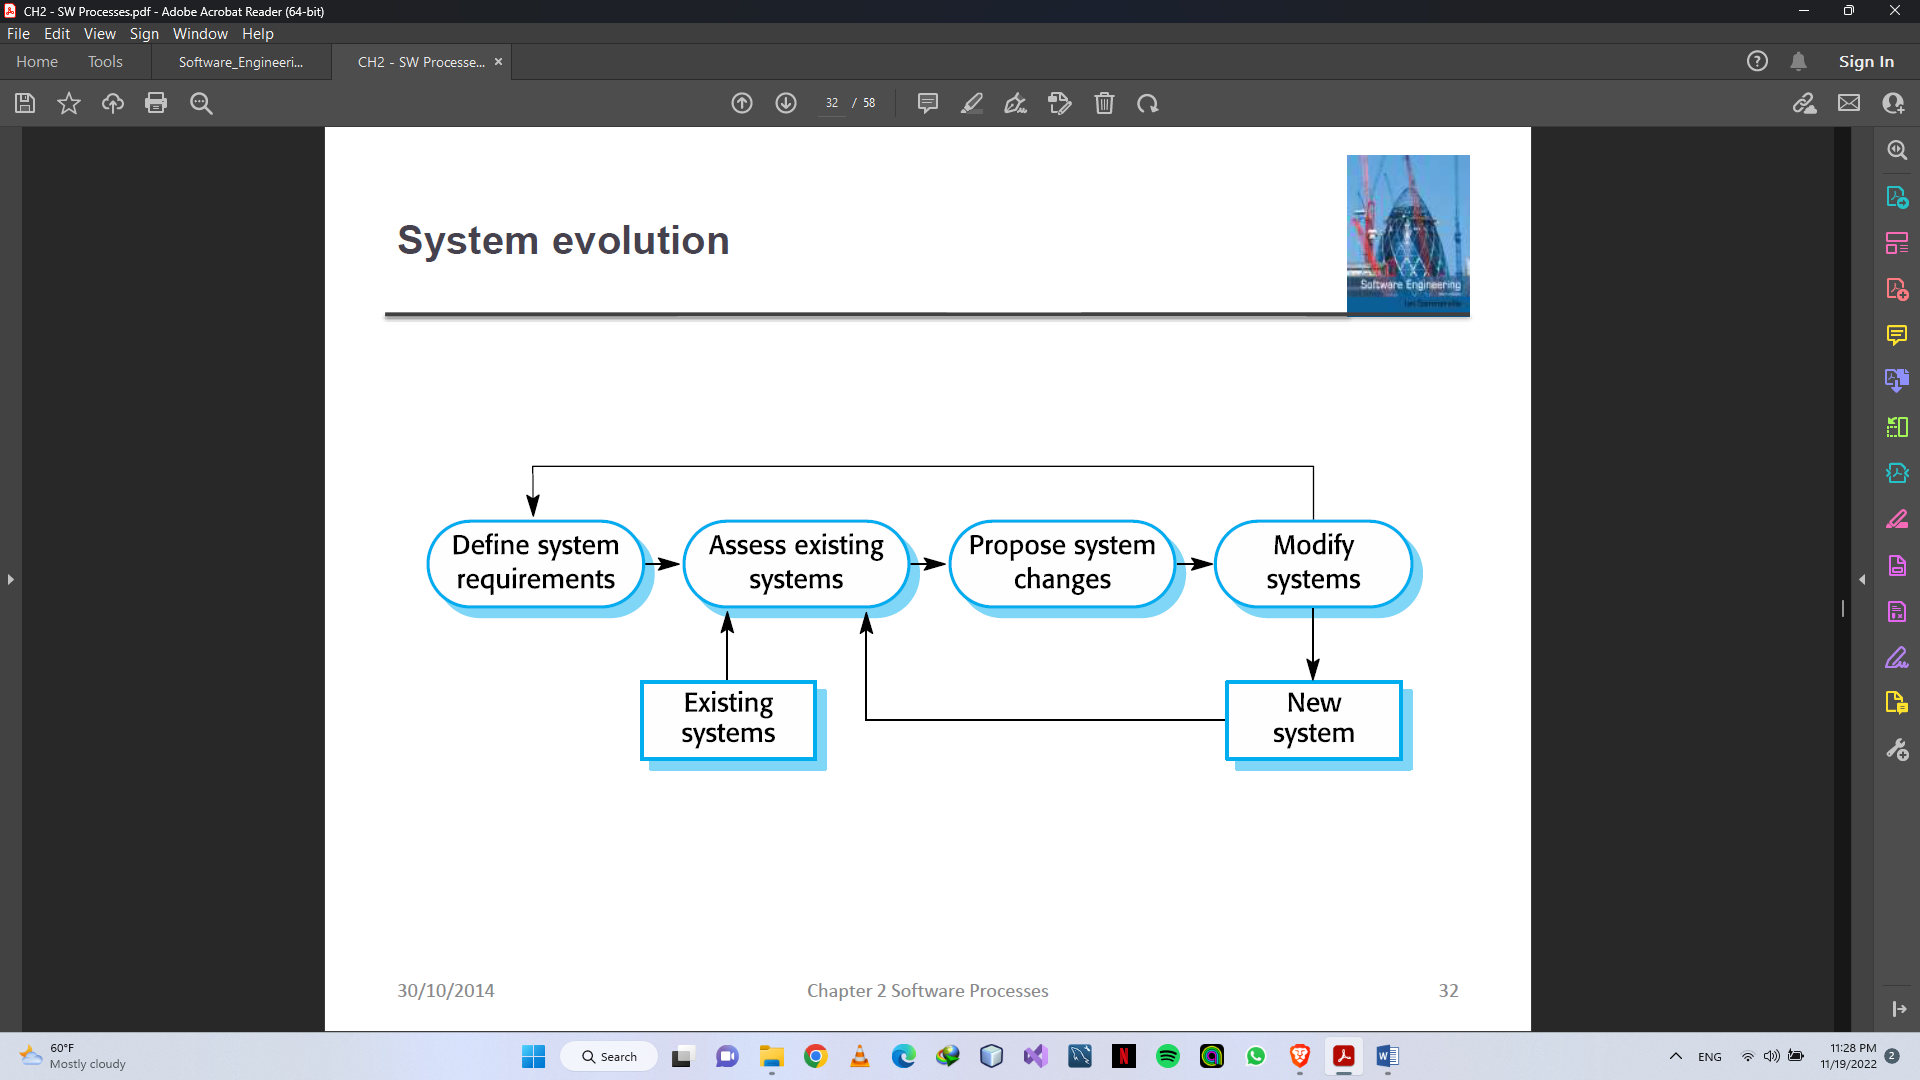 CH2 - SW Processes.pdf - Adobe Acrobat Reader (64-bit)
File Edit View Sign Window Help
Home Tools Software_Engineeri... CH2 - SW Processe... Sign In
32 / 58
System evolution
Software Engineering
Define system
requirements
Assess existing
systems
Propose system
changes
Modify
systems
Existing
systems
New
system
30/10/2014 Chapter 2 Software Processes 32
60°F
Mostly cloudy
Search
ENG
11:28 PM
11/19/2022
2